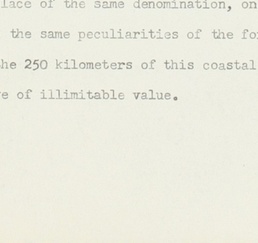 lace of the same denomination, on
the same peculiarities of the fo
he 250 kilometers of this coastal
e of illimitable value.